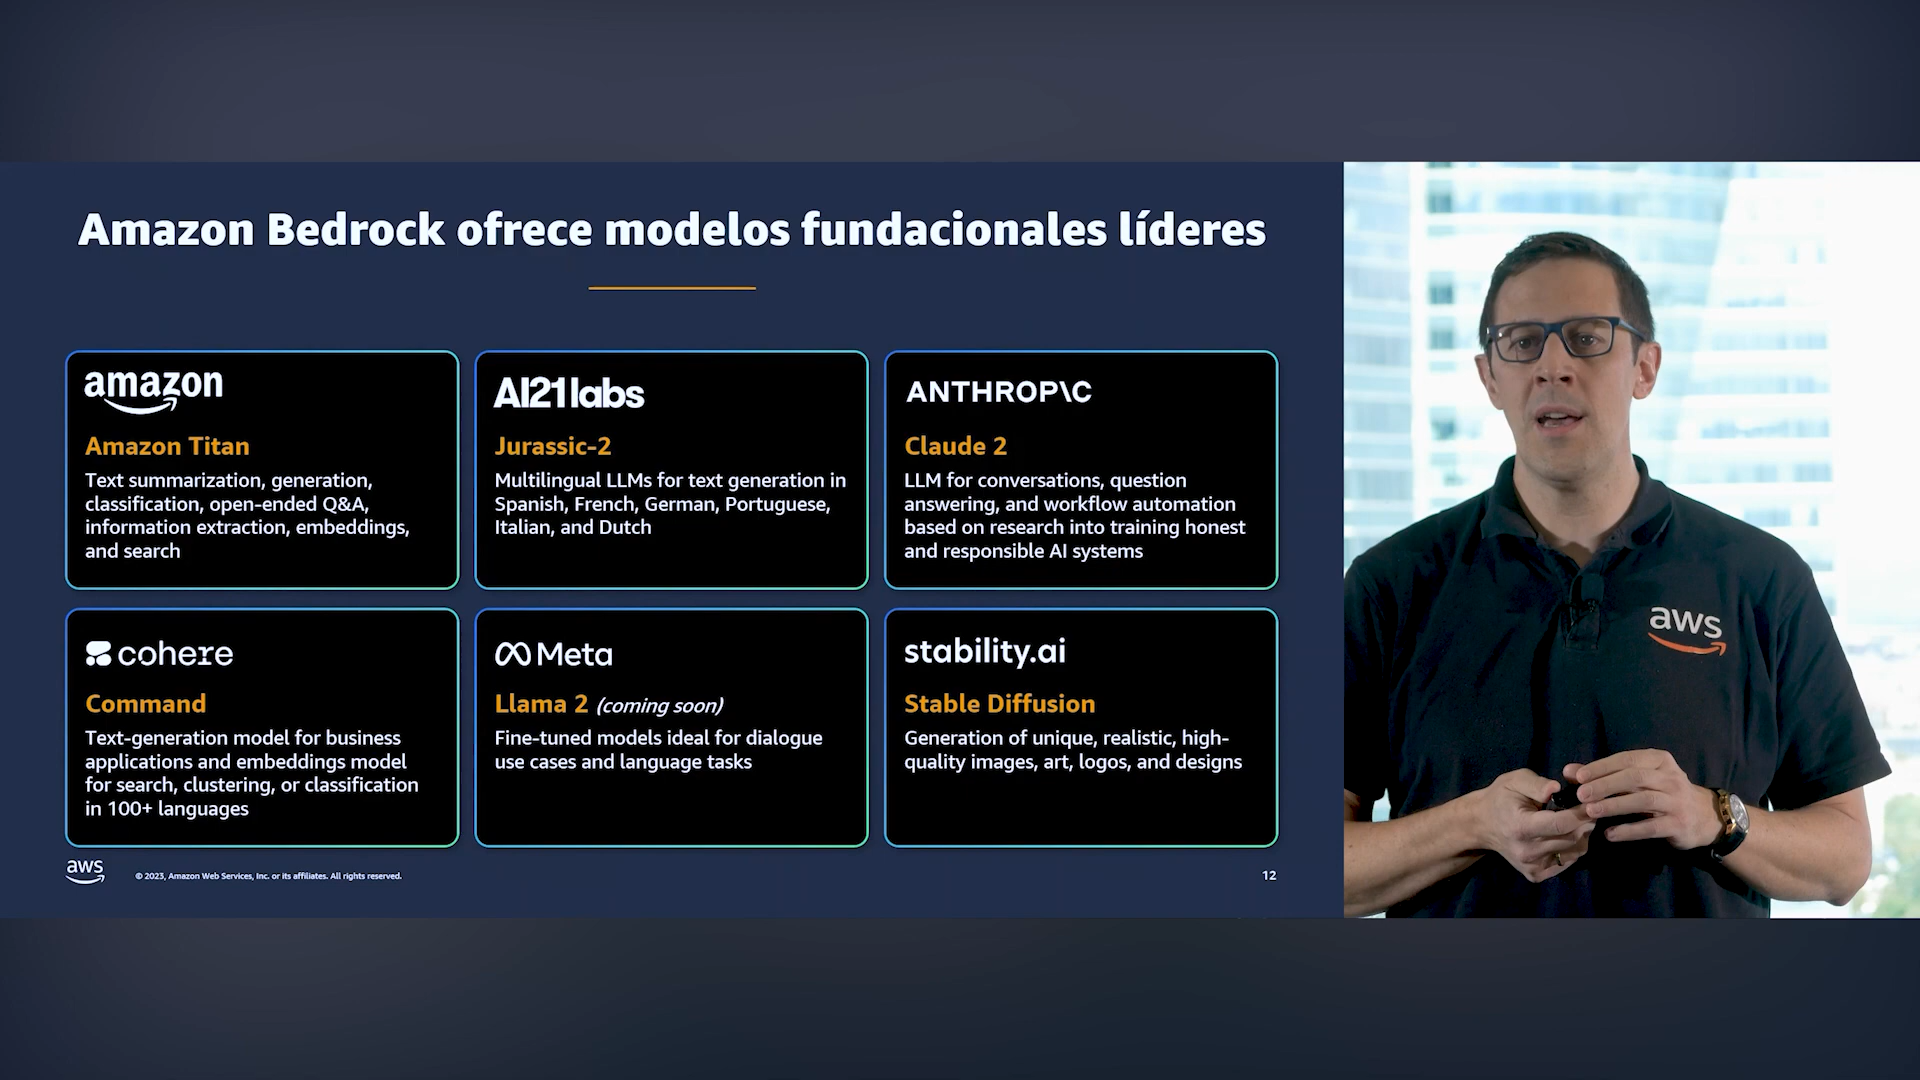 Amazon Bedrock ofrece modelos fundacionales líderes
amazon
Amazon Titan
Text summarization, generation,
classification, open-ended Q&A,
information extraction, embeddings,
and search
AI21labs
Jurassic-2
Multilingual LLMs for text generation in
Spanish, French, German, Portuguese,
Italian, and Dutch
ANTHROP\C
Claude 2
LLM for conversations, question
answering, and workflow automation
based on research into training honest
and responsible AI systems
cohere
Command
Text-generation model for business
applications and embeddings model
for search, clustering, or classification
in 100+ languages
Meta
Llama 2 (coming soon)
Fine-tuned models ideal for dialogue
use cases and language tasks
stability.ai
Stable Diffusion
Generation of unique, realistic, high-
quality images, art, logos, and designs
aws
© 2023, Amazon Web Services, Inc. or its affiliates. All rights reserved.
12
aws